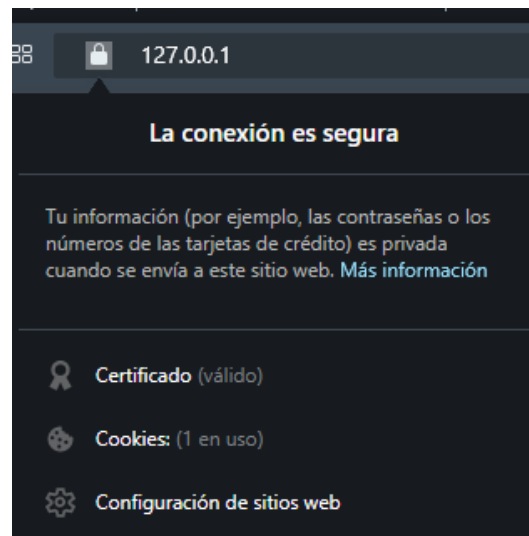 127.0.0.1
La conexión es segura
Tu información (por ejemplo, las contraseñas o los
números de las tarjetas de crédito) es privada
cuando se envía a este sitio web. Más información
Certificado (válido)
Cookies: (1 en uso)
Configuración de sitios web